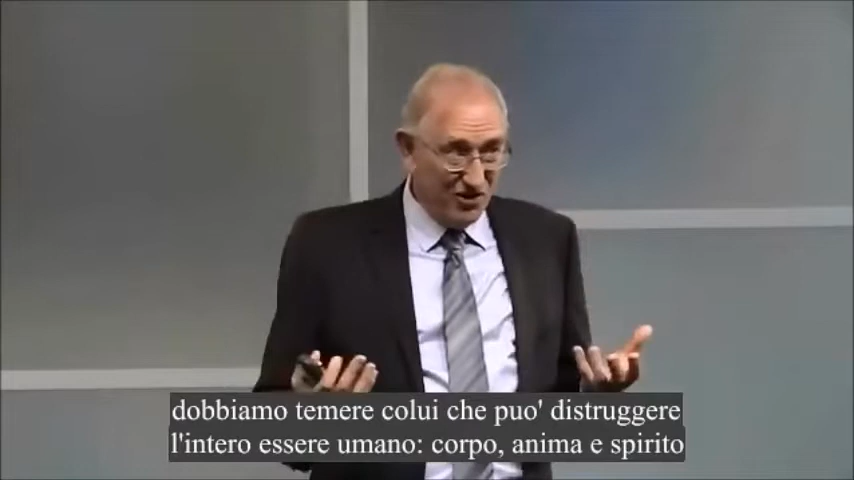 dobbiamo temere colui che puo' distruggere
l'intero essere umano: corpo, anima e spirito